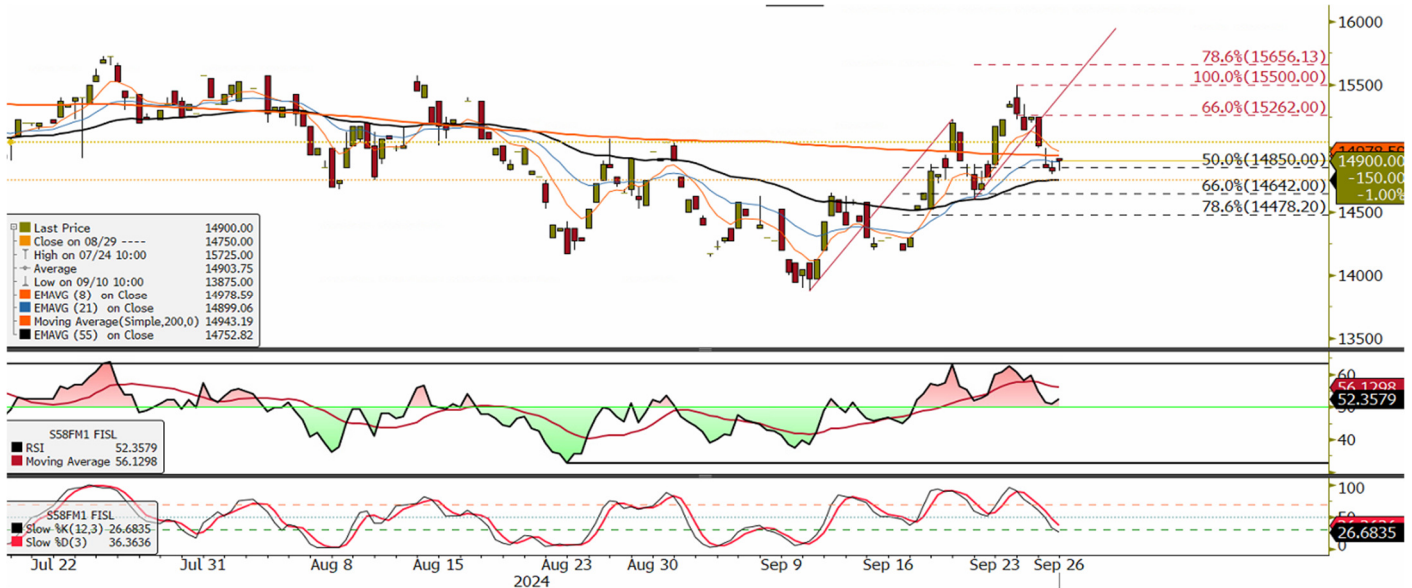 16000
78.6%(15656.13)
100.0%(15500.00)
15500
66.0%(15262.00)
14978.59
50.0%(14850.00)
14900.00
-150.00
-1.00%
66.0%(14642.00)
14500
78.6%(14478.20)
14000
13500
Last Price 14900.00
Close on 08/29 ---- 14750.00
High on 07/24 10:00 15725.00
Average 14903.75
Low on 09/10 10:00 13875.00
EMAVG (8) on Close 14978.59
EMAVG (21) on Close 14899.06
Moving Average(Simple,200,0) 14943.19
EMAVG (55) on Close 14752.82
60
56.1298
52.3579
50
40
S58FM1 FISL
RSI 52.3579
Moving Average 56.1298
100
50
26.6835
0
S58FM1 FISL
Slow %K(12,3) 26.6835
Slow %D(3) 36.3636
Jul 22 Jul 31 Aug 8 Aug 15 Aug 23 Aug 30 Sep 9 Sep 16 Sep 23 Sep 26
2024